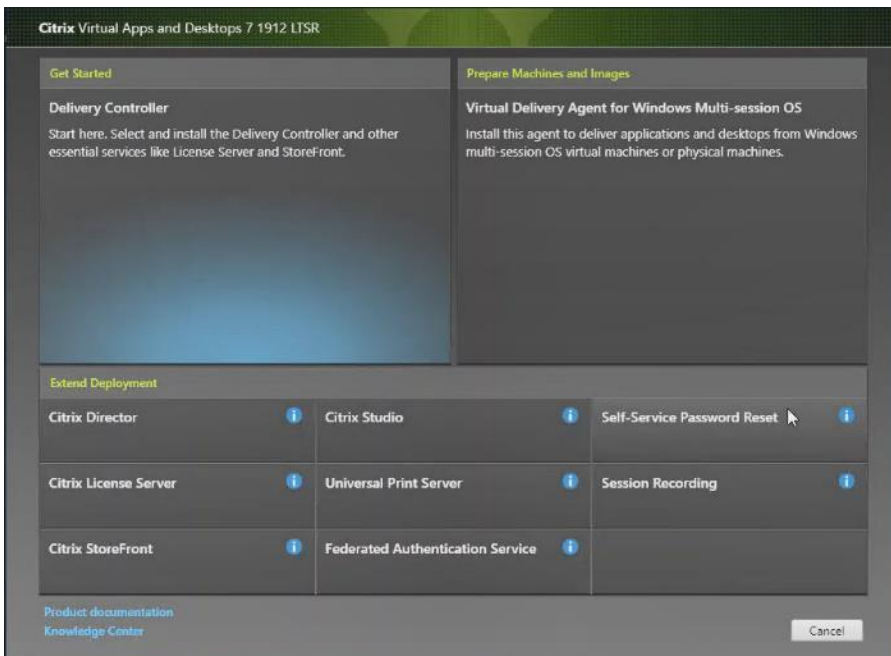 Citrix Virtual Apps and Desktops 7 1912 LTSR
Get Started
Delivery Controller
Start here. Select and install the Delivery Controller and other
essential services like License Server and StoreFront.
Prepare Machines and Images
Virtual Delivery Agent for Windows Multi-session OS
Install this agent to deliver applications and desktops from Windows
multi-session OS virtual machines or physical machines.
Extend Deployment
Citrix Director
Citrix Studio
Self-Service Password Reset
Citrix License Server
Universal Print Server
Session Recording
Citrix StoreFront
Federated Authentication Service
Product documentation
Knowledge Center
Cancel